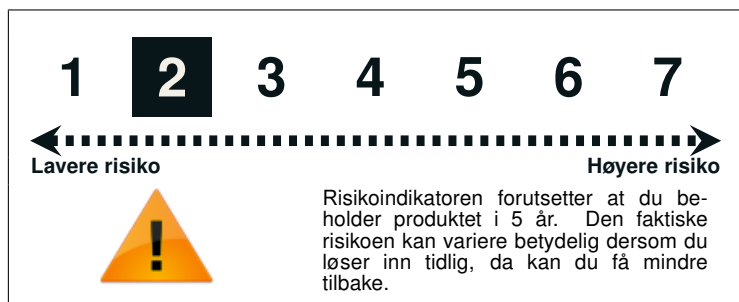 1 2 3 4 5 6 7
Lavere risiko Høyere risiko
Risikoindikatoren forutsetter at du be-
holder produktet i 5 år. Den faktiske
risikoen kan variere betydelig dersom du
løser inn tidlig, da kan du få mindre
tilbake.